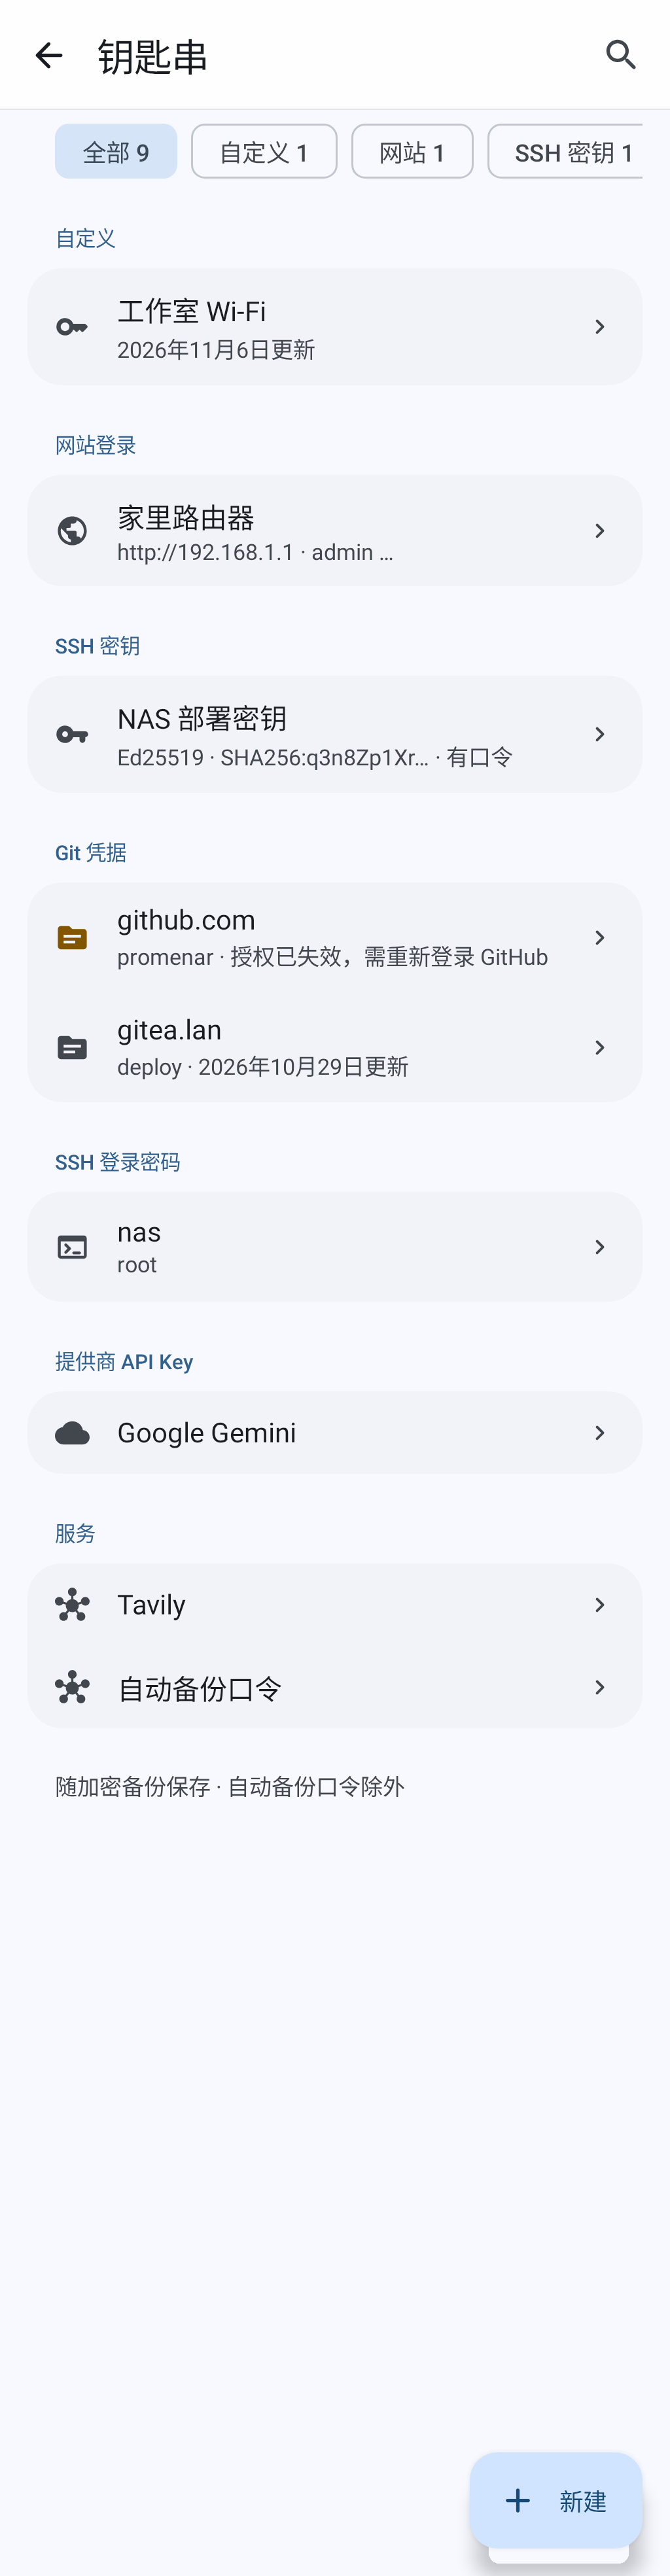 钥匙串
全部 9
自定义 1
网站 1
SSH 密钥 1
自定义
工作室 Wi-Fi
2026年11月6日更新
网站登录
家里路由器
http://192.168.1.1 · admin ...
SSH 密钥
NAS 部署密钥
Ed25519 · SHA256:q3n8Zp1Xr... · 有口令
Git 凭据
github.com
promenar · 授权已失效，需重新登录 GitHub
gitea.lan
deploy · 2026年10月29日更新
SSH 登录密码
nas
root
提供商 API Key
Google Gemini
服务
Tavily
自动备份口令
随加密备份保存 · 自动备份口令除外
新建